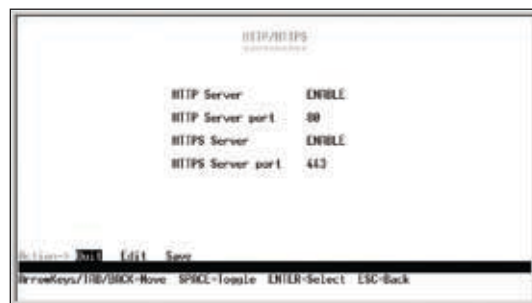 HTTP/HTTPS
HTTP Server ENABLE
HTTP Server port 80
HTTPS Server ENABLE
HTTPS Server port 443
Action-> Quit Edit Save
ArrowKeys/TAB/BACK=Move SPACE=Toggle ENTER=Select ESC=Back